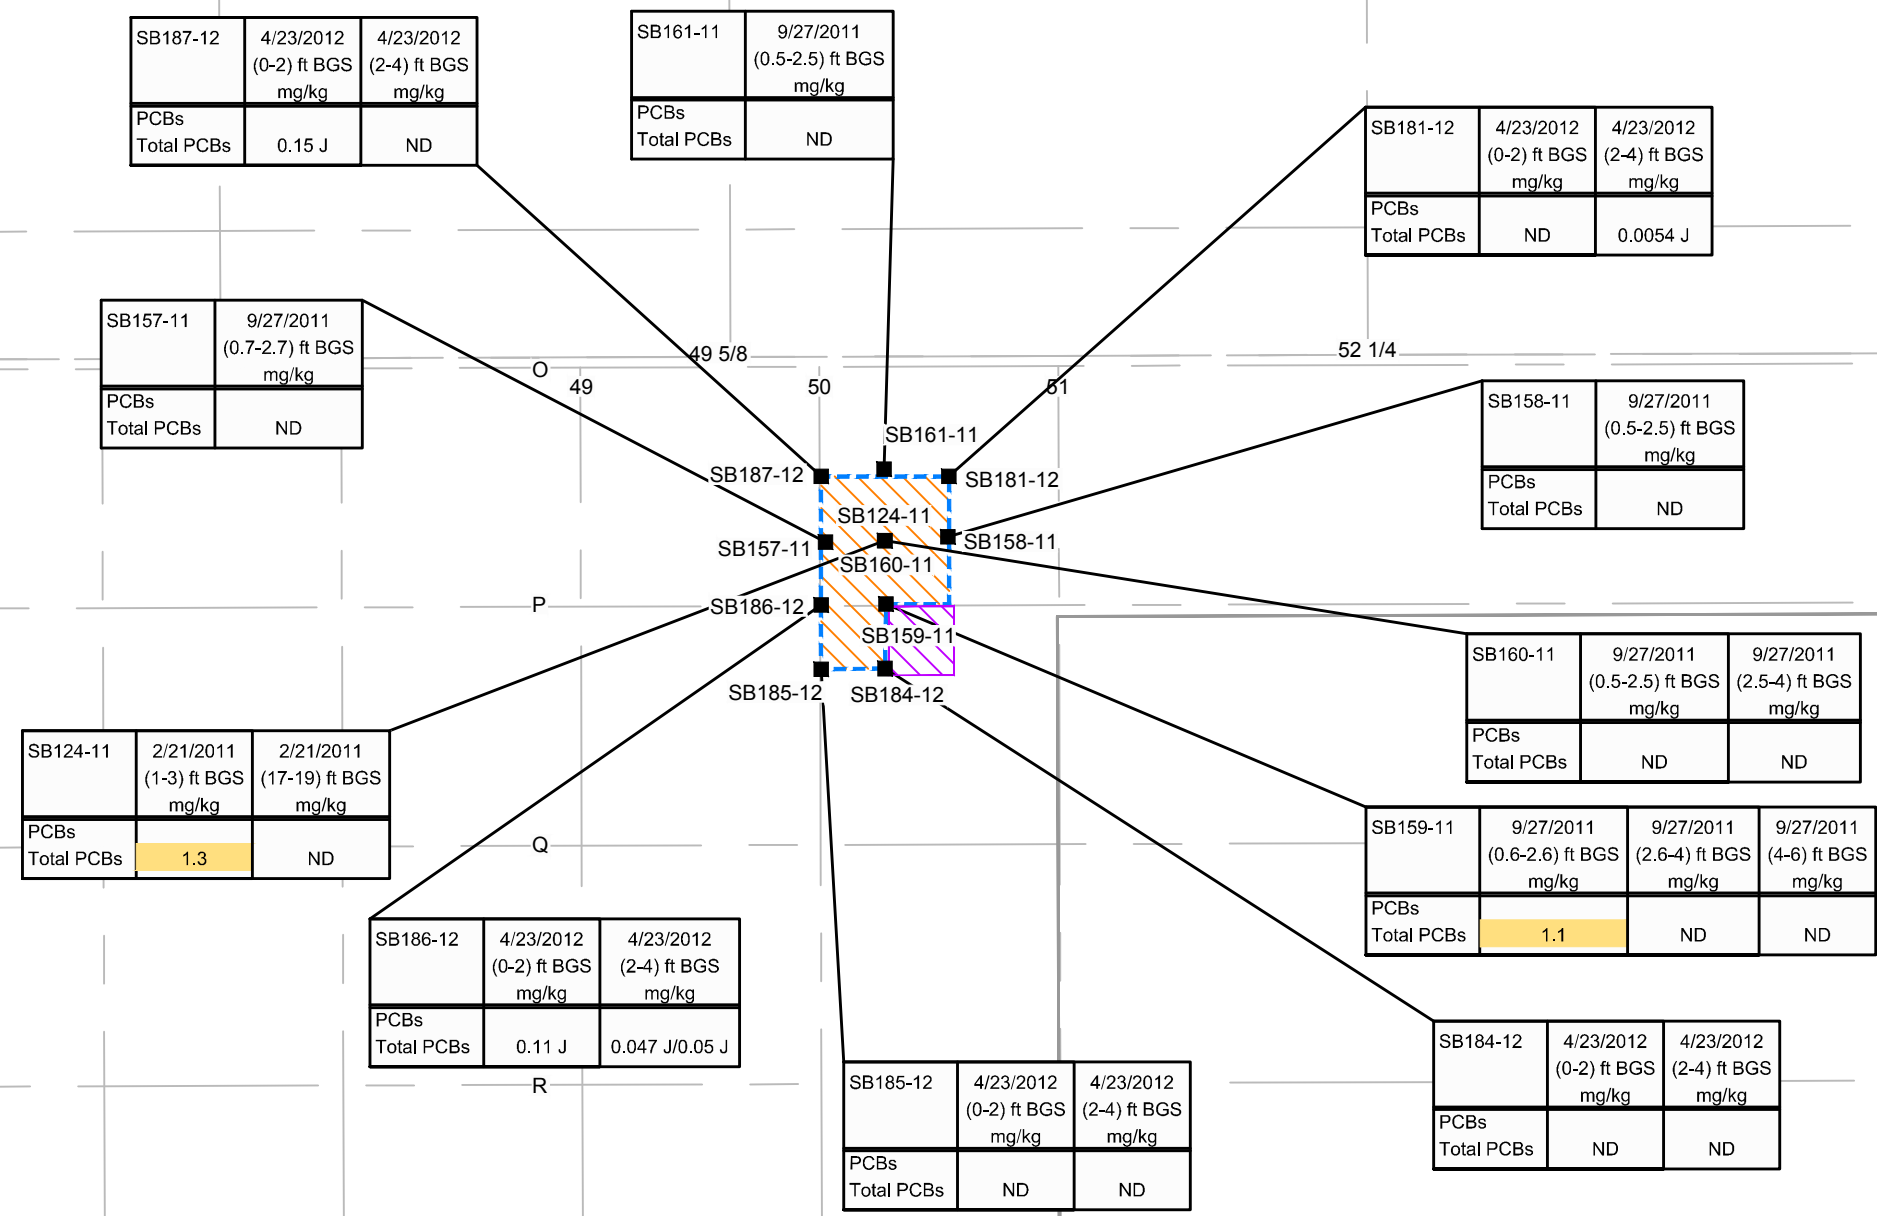 SB187-12 4/23/2012 4/23/2012
(0-2) ft BGS (2-4) ft BGS
mg/kg mg/kg
PCBs
Total PCBs 0.15 J ND
SB161-11 9/27/2011
(0.5-2.5) ft BGS
mg/kg
PCBs
Total PCBs ND
SB181-12 4/23/2012 4/23/2012
(0-2) ft BGS (2-4) ft BGS
mg/kg mg/kg
PCBs
Total PCBs ND 0.0054 J
SB157-11 9/27/2011
(0.7-2.7) ft BGS
mg/kg
PCBs
Total PCBs ND
49 5/8
52 1/4
O
49
50
51
SB158-11 9/27/2011
(0.5-2.5) ft BGS
mg/kg
PCBs
Total PCBs ND
SB161-11
SB187-12
SB181-12
SB124-11
SB157-11
SB158-11
SB160-11
P
SB186-12
SB159-11
SB185-12
SB184-12
SB160-11 9/27/2011 9/27/2011
(0.5-2.5) ft BGS (2.5-4) ft BGS
mg/kg mg/kg
PCBs
Total PCBs ND ND
SB124-11 2/21/2011 2/21/2011
(1-3) ft BGS (17-19) ft BGS
mg/kg mg/kg
PCBs
Total PCBs 1.3 ND
Q
SB159-11 9/27/2011 9/27/2011 9/27/2011
(0.6-2.6) ft BGS (2.6-4) ft BGS (4-6) ft BGS
mg/kg mg/kg mg/kg
PCBs
Total PCBs 1.1 ND ND
SB186-12 4/23/2012 4/23/2012
(0-2) ft BGS (2-4) ft BGS
mg/kg mg/kg
PCBs
Total PCBs 0.11 J 0.047 J/0.05 J
R
SB185-12 4/23/2012 4/23/2012
(0-2) ft BGS (2-4) ft BGS
mg/kg mg/kg
PCBs
Total PCBs ND ND
SB184-12 4/23/2012 4/23/2012
(0-2) ft BGS (2-4) ft BGS
mg/kg mg/kg
PCBs
Total PCBs ND ND